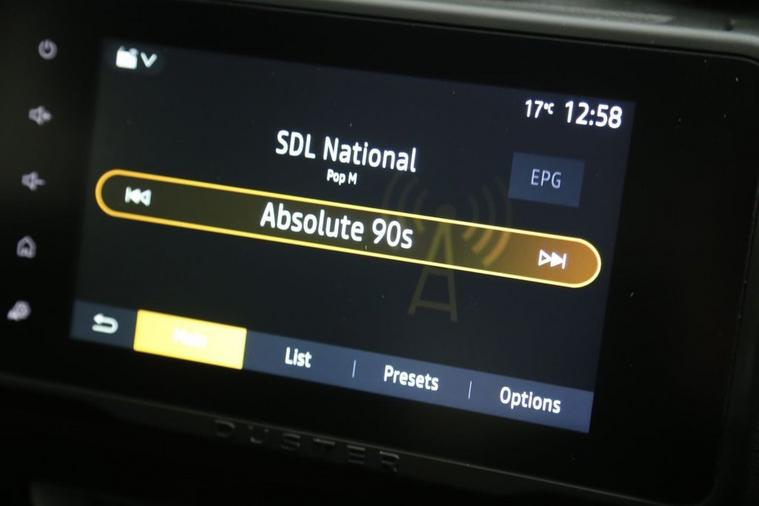 17°C 12:58
SDL National
EPG
Pop M
Absolute 90s
Main
List
Presets
Options
DUSTER